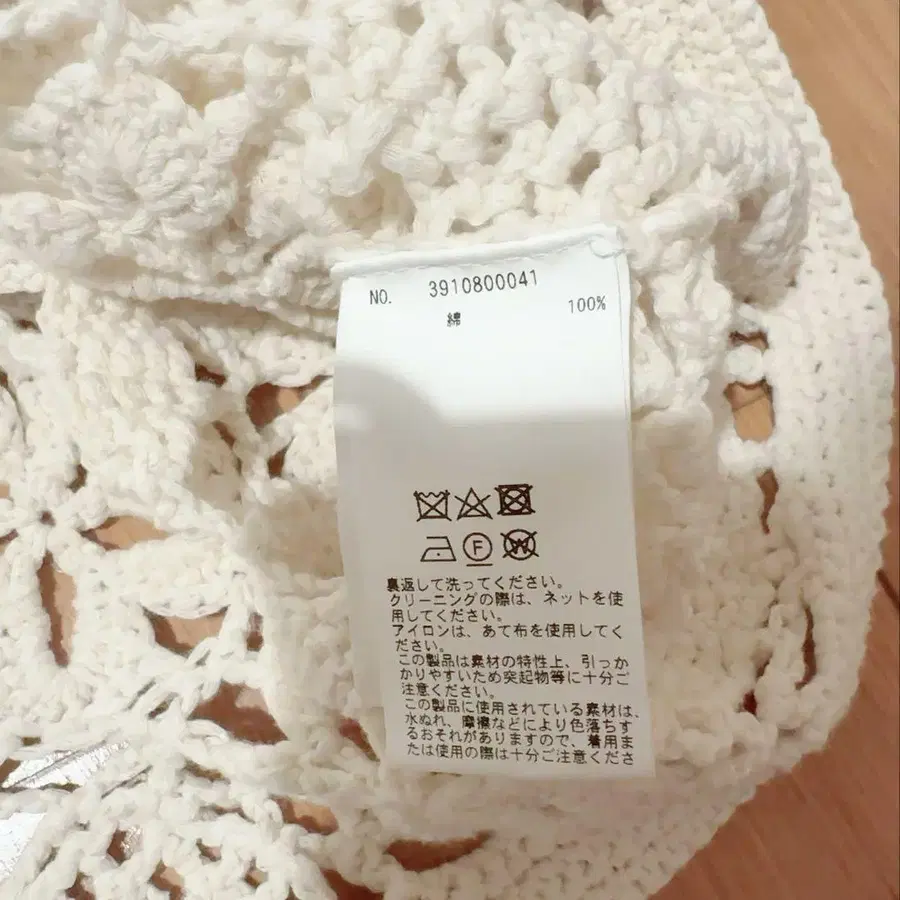 NO. 3910800041
綿 100%
F W
裏返して洗ってください。
クリーニングの際は、ネットを使
用してください。
アイロンは、あて布を使用してく
ださい。
この製品は素材の特性上、引っか
かりやすいため突起物等に十分ご
注意ください。
この製品に使用されている素材は、
水ぬれ、摩擦などにより色落ちす
るおそれがありますので、着用ま
たは使用の際は十分ご注意くださ